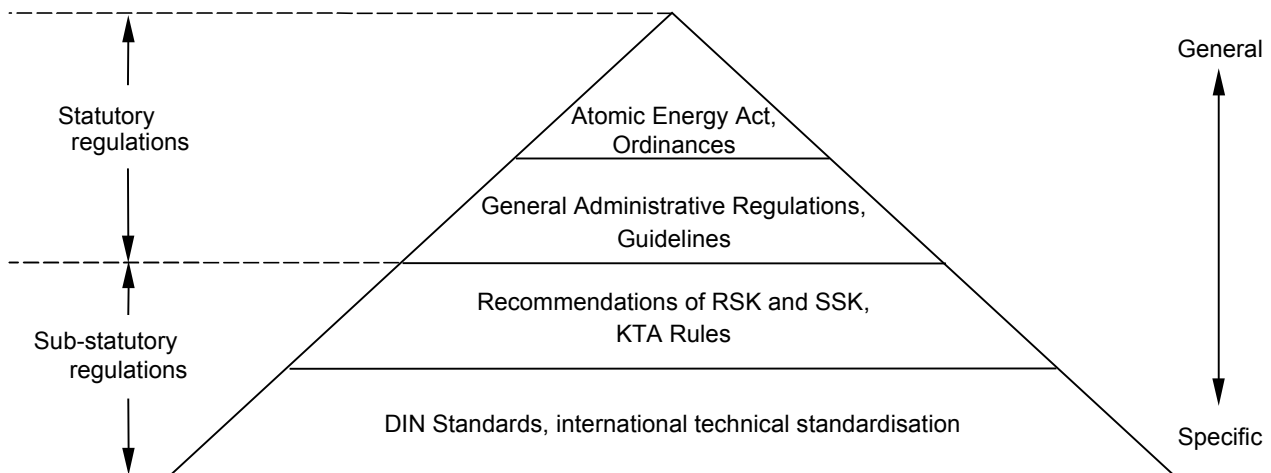 General
Statutory
regulations
Atomic Energy Act,
Ordinances
General Administrative Regulations,
Guidelines
Recommendations of RSK and SSK,
KTA Rules
Sub-statutory
regulations
DIN Standards, international technical standardisation
Specific